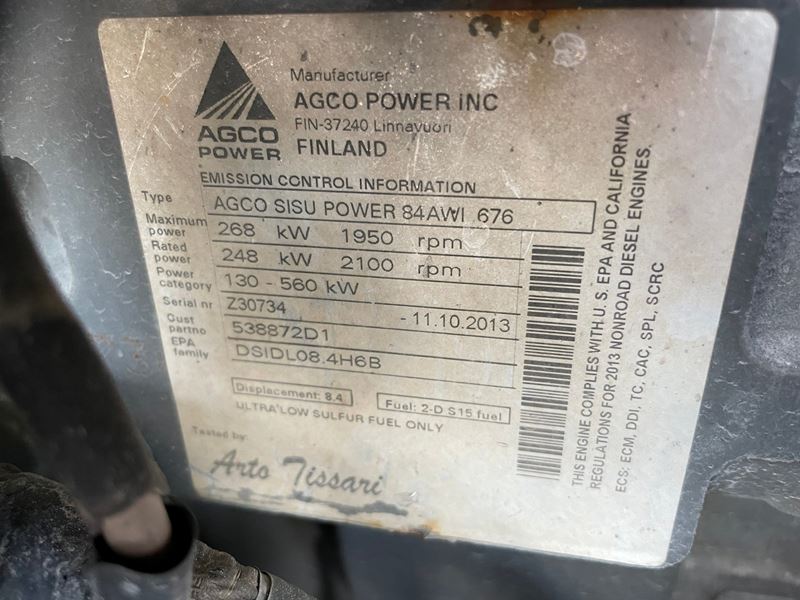 AGCO
POWER
Manufacturer
AGCO POWER INC
FIN-37240 Linnavuori
FINLAND
EMISSION CONTROL INFORMATION
Type AGCO SISU POWER 84AWI 676
Maximum power 268 kW 1950 rpm
Rated power 248 kW 2100 rpm
Power category 130 - 560 kW
Serial nr Z30734 - 11.10.2013
Cust partno 538872D1
EPA family DSIDL08.4H6B
Displacement: 8.4 Fuel: 2-D S15 fuel
ULTRA LOW SULFUR FUEL ONLY
Tested by:
Arto Tissari
THIS ENGINE COMPLIES WITH U.S. EPA AND CALIFORNIA
REGULATIONS FOR 2013 NONROAD DIESEL ENGINES.
ECS: ECM, DDI, TC, CAC, SPL, SCRC